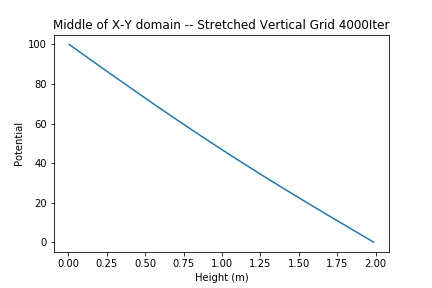 Middle of X-Y domain -- Stretched Vertical Grid 4000Iter
100
80
60
40
20
0
Potential
0.00 0.25 0.50 0.75 1.00 1.25 1.50 1.75 2.00
Height (m)